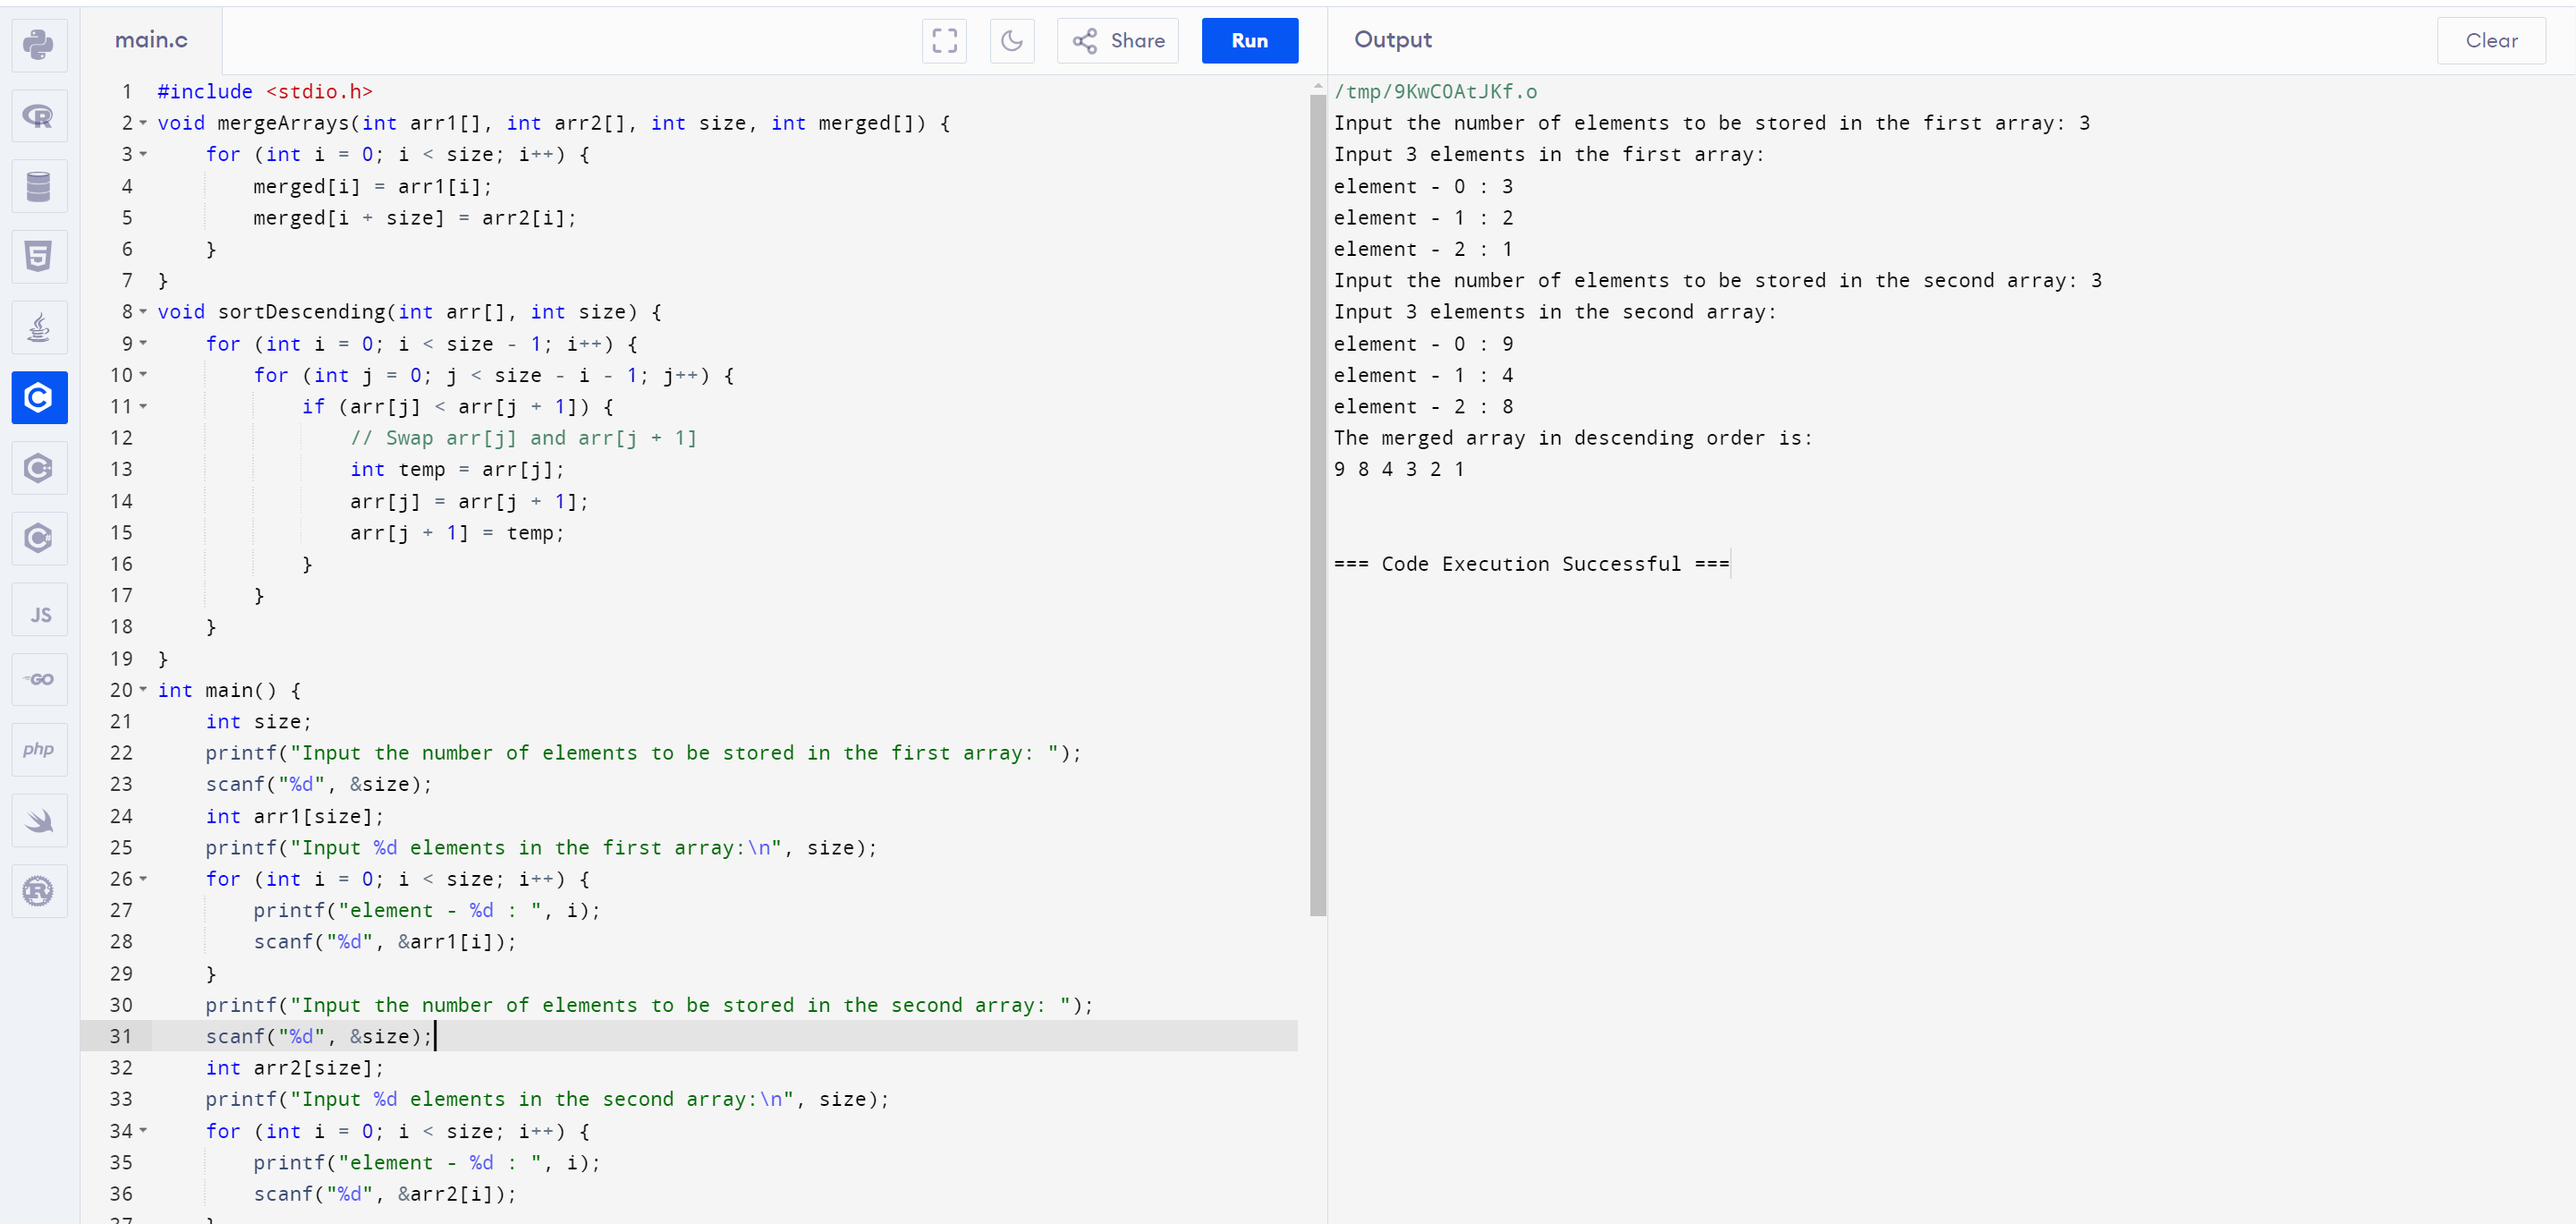 main.c
Share
Run
Output
Clear
1 #include <stdio.h>
2 void mergeArrays(int arr1[], int arr2[], int size, int merged[]) {
3     for (int i = 0; i < size; i++) {
4         merged[i] = arr1[i];
5         merged[i + size] = arr2[i];
6     }
7 }
8 void sortDescending(int arr[], int size) {
9     for (int i = 0; i < size - 1; i++) {
10         for (int j = 0; j < size - i - 1; j++) {
11             if (arr[j] < arr[j + 1]) {
12                 // Swap arr[j] and arr[j + 1]
13                 int temp = arr[j];
14                 arr[j] = arr[j + 1];
15                 arr[j + 1] = temp;
16             }
17         }
18     }
19 }
20 int main() {
21     int size;
22     printf("Input the number of elements to be stored in the first array: ");
23     scanf("%d", &size);
24     int arr1[size];
25     printf("Input %d elements in the first array:\n", size);
26     for (int i = 0; i < size; i++) {
27         printf("element - %d : ", i);
28         scanf("%d", &arr1[i]);
29     }
30     printf("Input the number of elements to be stored in the second array: ");
31     scanf("%d", &size);
32     int arr2[size];
33     printf("Input %d elements in the second array:\n", size);
34     for (int i = 0; i < size; i++) {
35         printf("element - %d : ", i);
36         scanf("%d", &arr2[i]);
37     }
/tmp/9KwCOAtJKf.o
Input the number of elements to be stored in the first array: 3
Input 3 elements in the first array:
element - 0 : 3
element - 1 : 2
element - 2 : 1
Input the number of elements to be stored in the second array: 3
Input 3 elements in the second array:
element - 0 : 9
element - 1 : 4
element - 2 : 8
The merged array in descending order is:
9 8 4 3 2 1
=== Code Execution Successful ===
R
5
C
C
C#
JS
GO
php
R